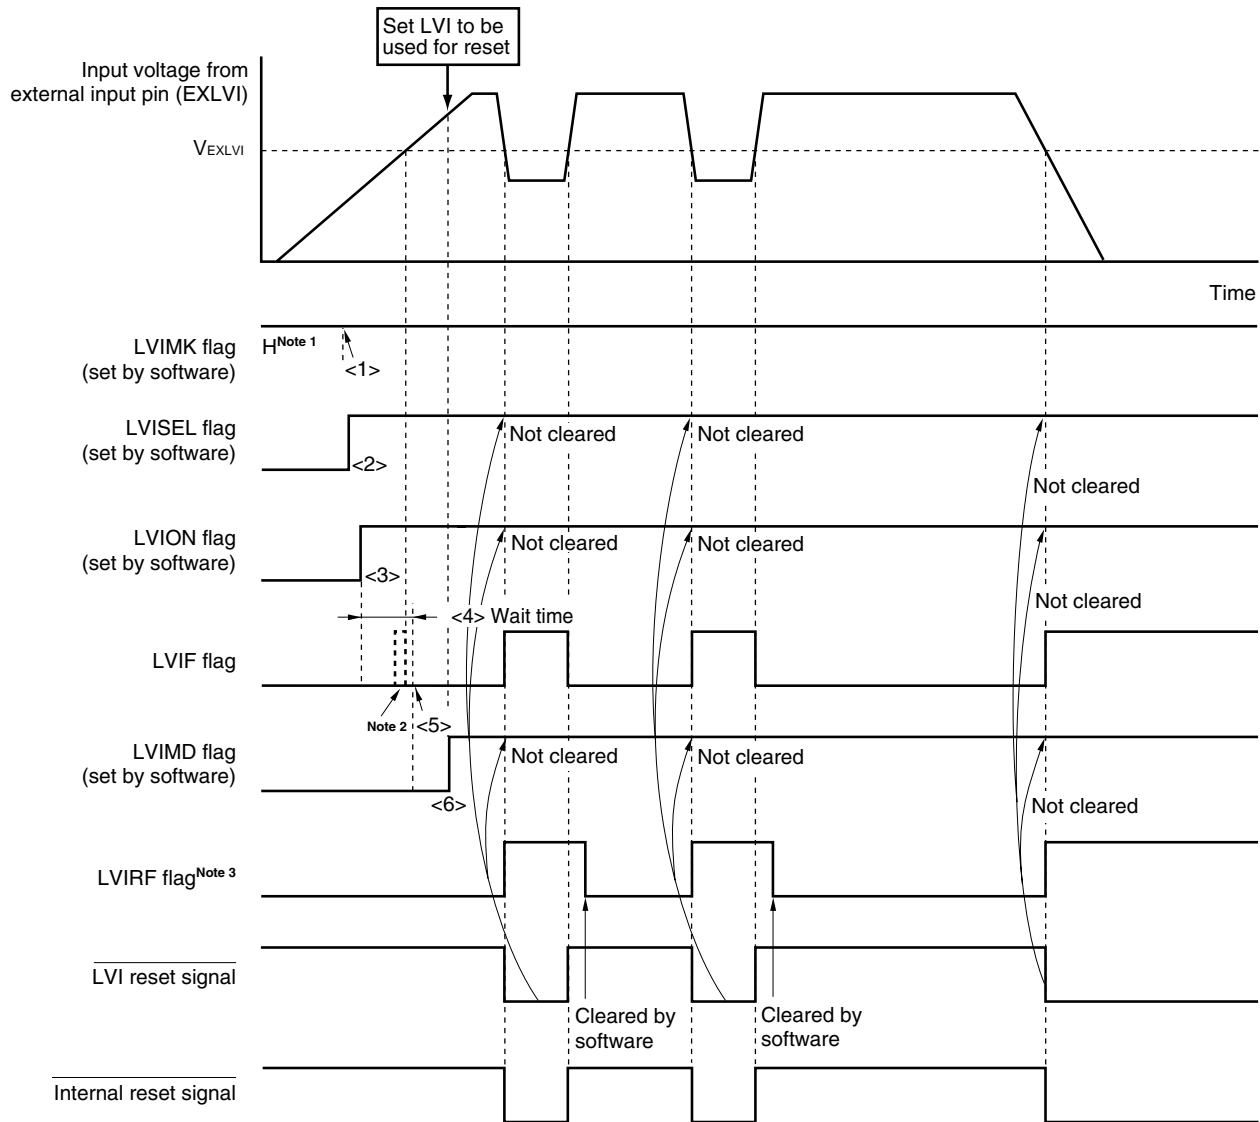 Set LVI to be
used for reset
Input voltage from
external input pin (EXLVI)
VEXLVI
Time
LVIMK flag
(set by software)
HNote 1
<1>
LVISEL flag
(set by software)
<2>
Not cleared
Not cleared
Not cleared
LVION flag
(set by software)
<3>
Not cleared
Not cleared
Not cleared
<4> Wait time
LVIF flag
Note 2
<5>
LVIMD flag
(set by software)
<6>
Not cleared
Not cleared
Not cleared
LVIRF flagNote 3
LVI reset signal
Cleared by
software
Cleared by
software
Internal reset signal